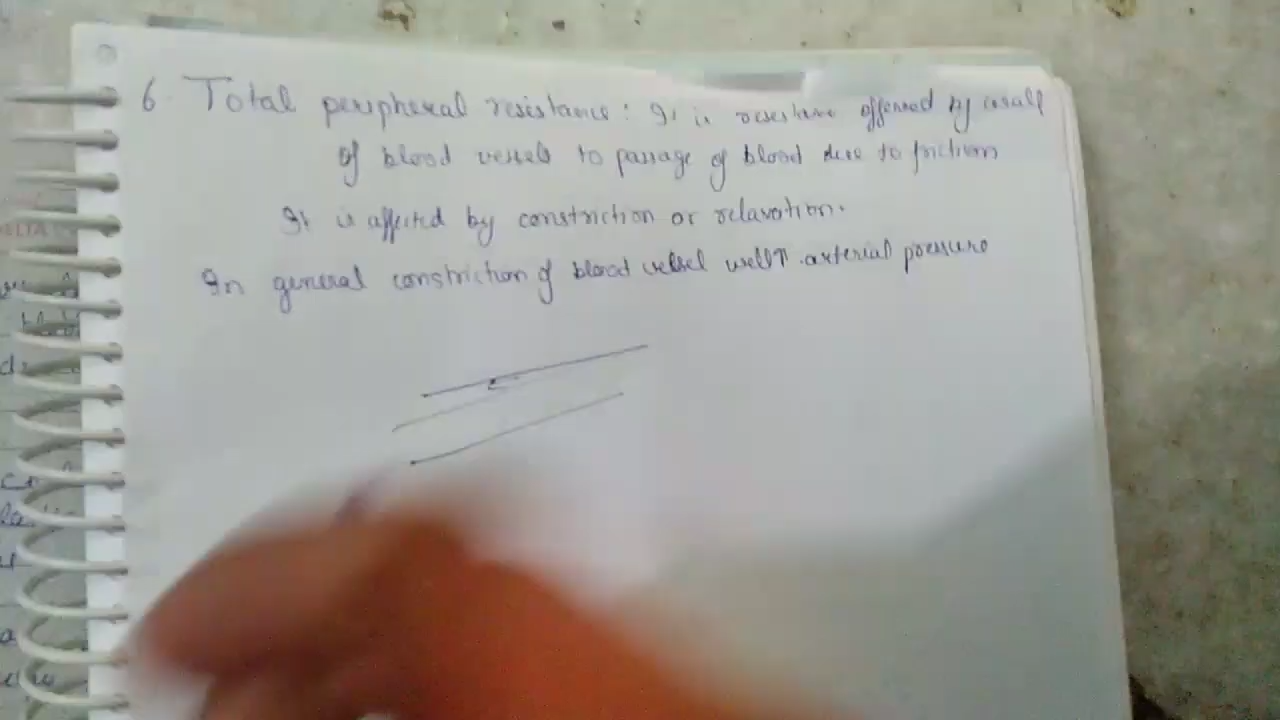 6. Total peripheral resistance: It is resistance offered by wall
of blood vessels to passage of blood due to friction
It is affected by constriction or relaxation.
In general constriction of blood vessel will ↑ arterial pressure